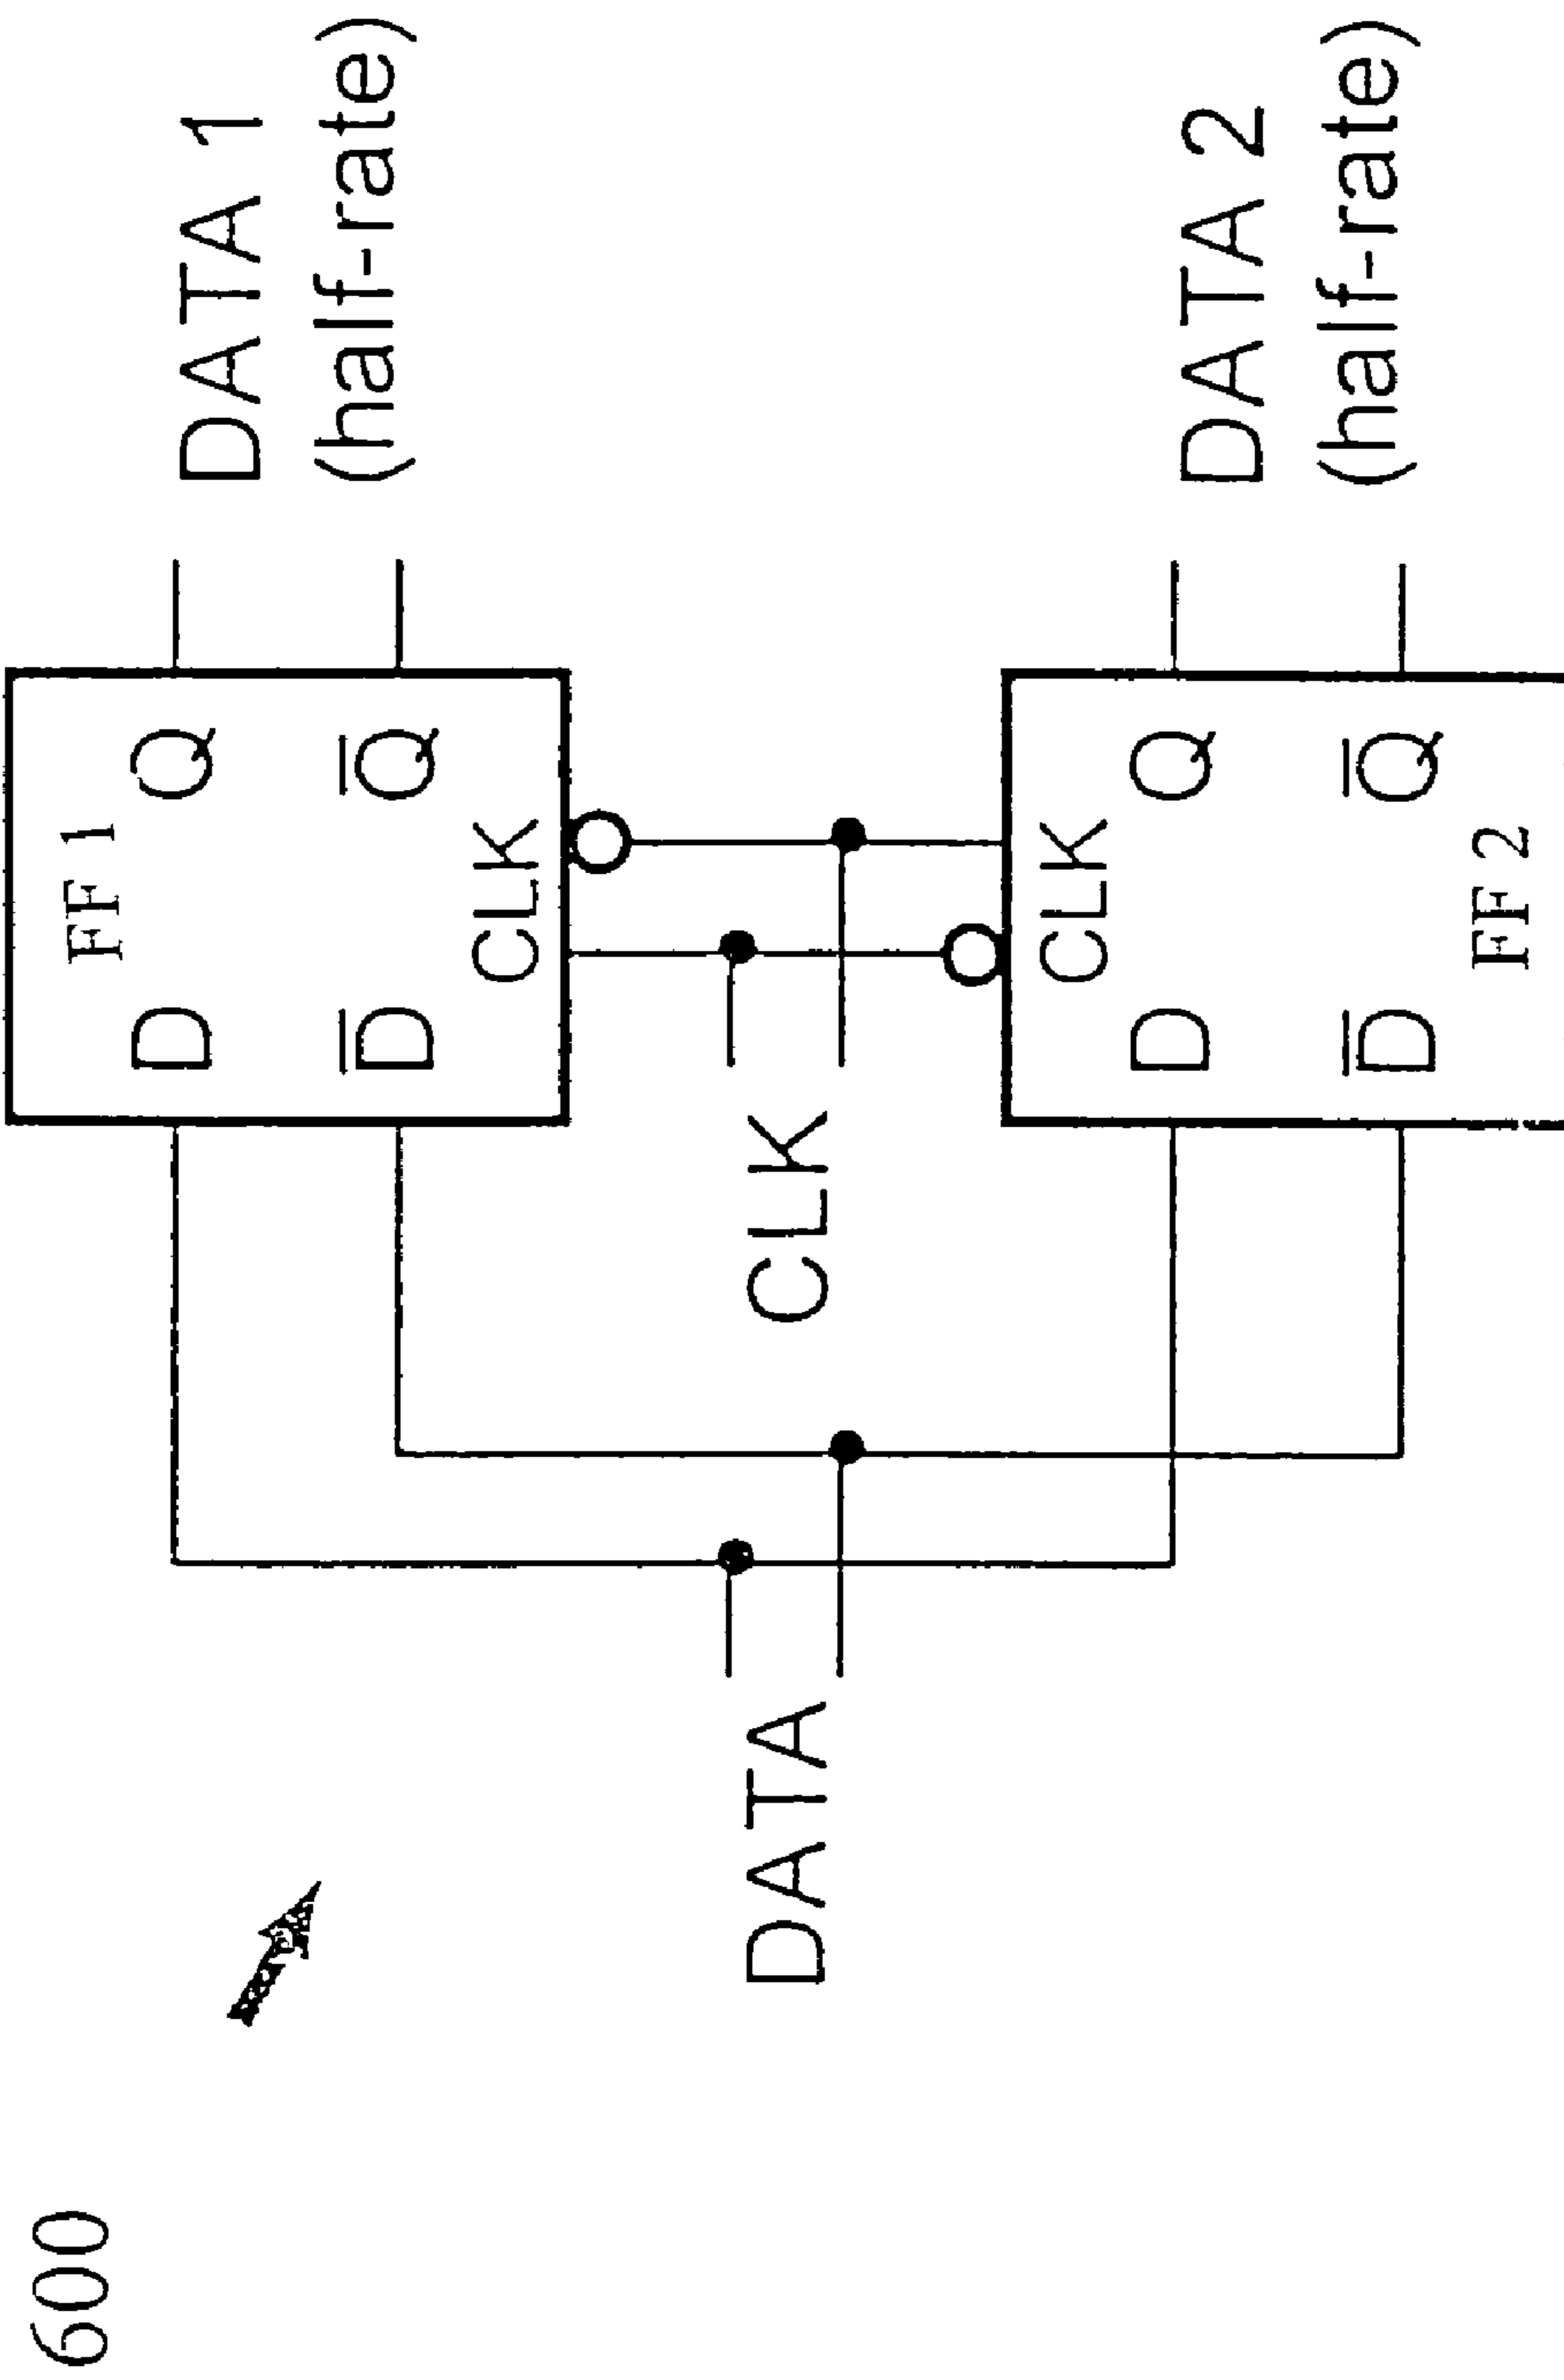 600
FF 1
D Q
D̅ Q̅
CLK
DATA 1
(half-rate)
DATA
CLK
CLK
D Q
D̅ Q̅
FF 2
DATA 2
(half-rate)